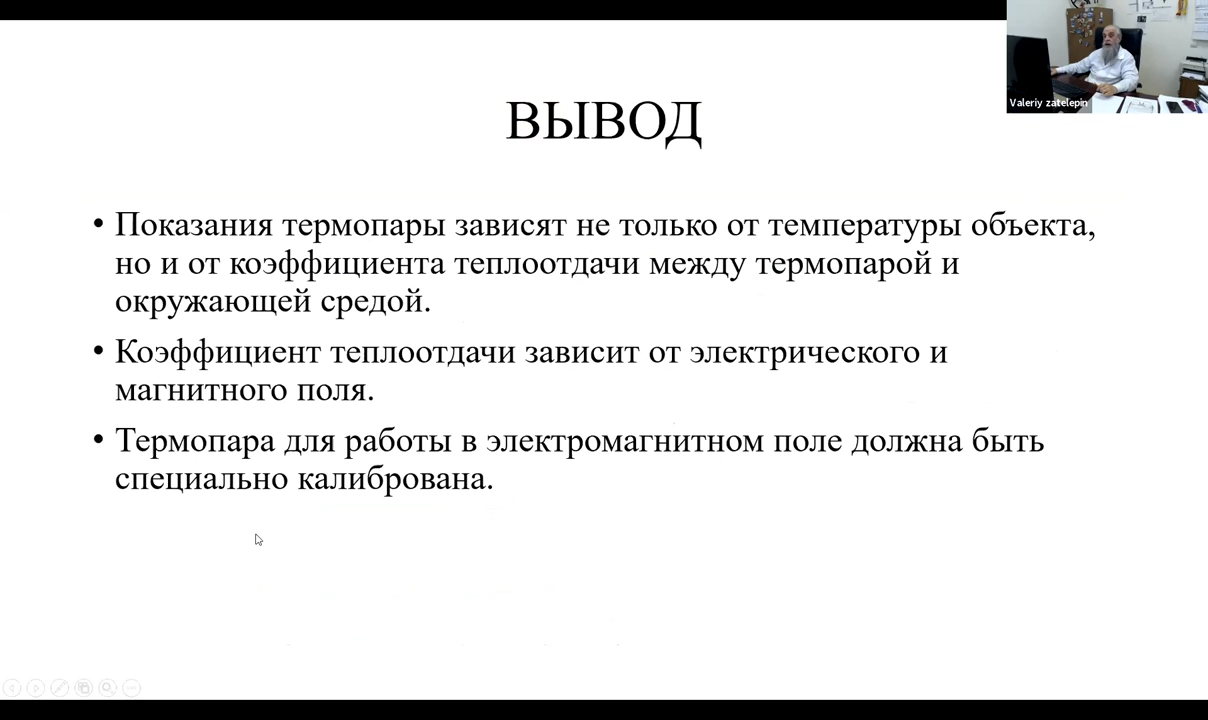 Valeriy zatelepin
ВЫВОД
• Показания термопары зависят не только от температуры объекта,
но и от коэффициента теплоотдачи между термопарой и
окружающей средой.
• Коэффициент теплоотдачи зависит от электрического и
магнитного поля.
• Термопара для работы в электромагнитном поле должна быть
специально калибрована.